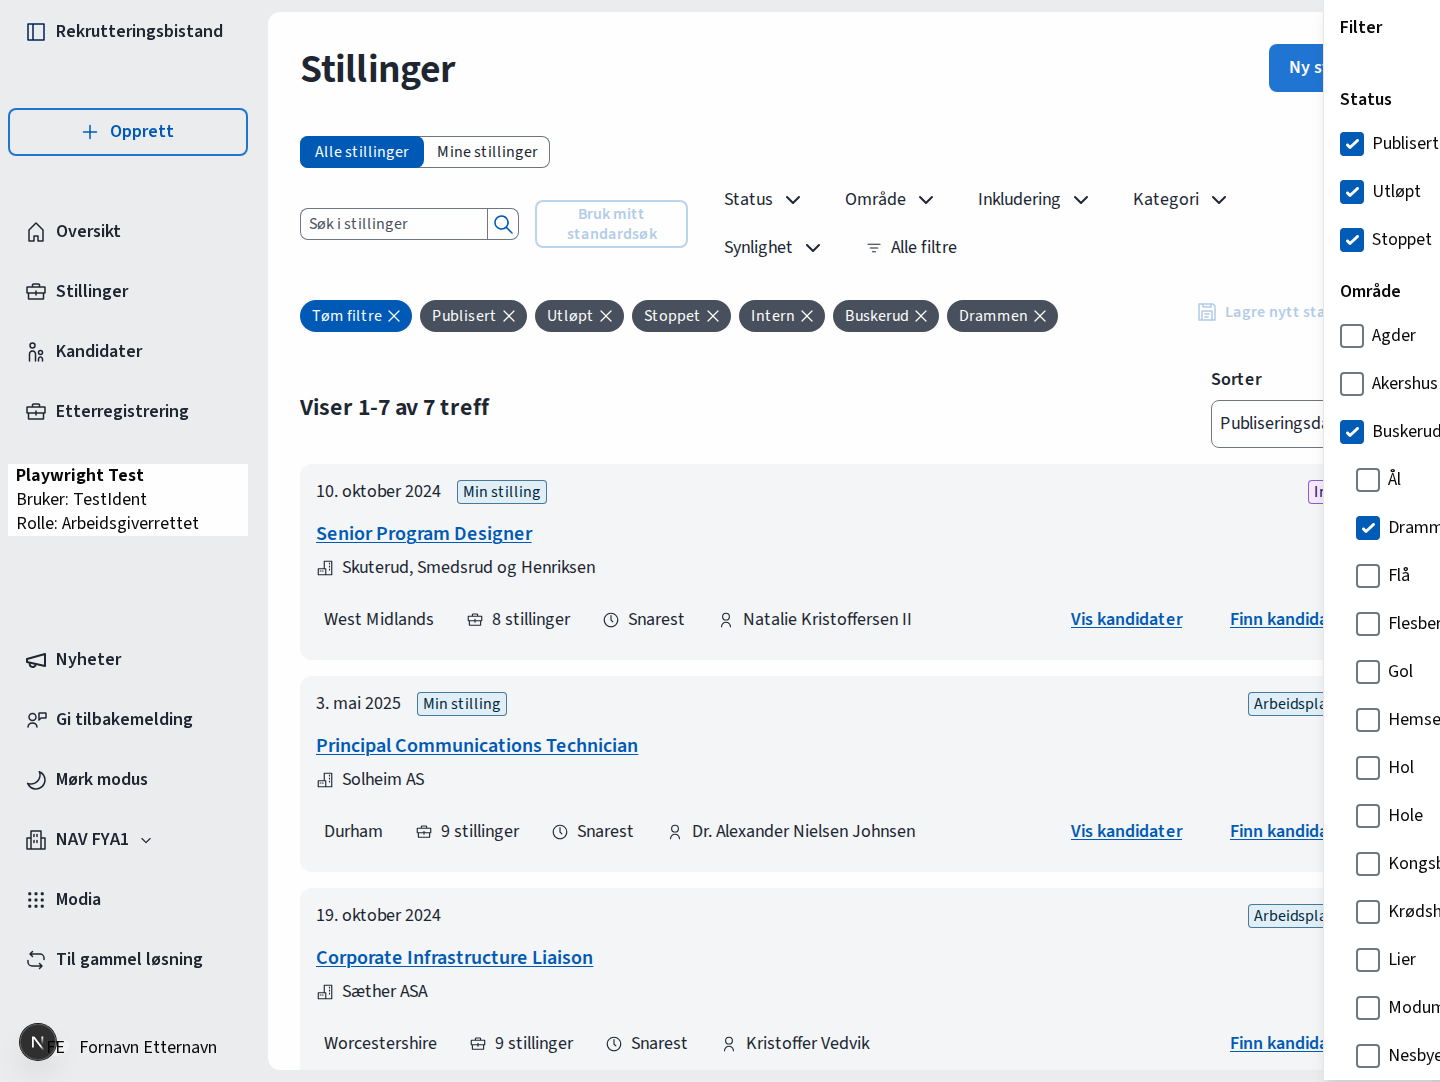 Rekrutteringsbistand
Opprett
Oversikt
Stillinger
Kandidater
Etterregistrering
Playwright Test
Bruker: TestIdent
Rolle: Arbeidsgiverrettet
Nyheter
Gi tilbakemelding
Mørk modus
NAV FYA1
Modia
Til gammel løsning
FE Fornavn Etternavn
Stillinger
Ny s
Alle stillinger Mine stillinger
Søk i stillinger
Bruk mitt
standardsøk
Status Område Inkludering Kategori
Synlighet Alle filtre
Tøm filtre Publisert Utløpt Stoppet Intern Buskerud Drammen
Lagre nytt sta
Viser 1-7 av 7 treff
Sorter
Publiseringsda
10. oktober 2024 Min stilling In
Senior Program Designer
Skuterud, Smedsrud og Henriksen
West Midlands 8 stillinger Snarest Natalie Kristoffersen II Vis kandidater Finn kandida
3. mai 2025 Min stilling Arbeidspla
Principal Communications Technician
Solheim AS
Durham 9 stillinger Snarest Dr. Alexander Nielsen Johnsen Vis kandidater Finn kandida
19. oktober 2024 Arbeidspla
Corporate Infrastructure Liaison
Sæther ASA
Worcestershire 9 stillinger Snarest Kristoffer Vedvik Finn kandida
Filter
Status
Publisert
Utløpt
Stoppet
Område
Agder
Akershus
Buskerud
Ål
Dramm
Flå
Flesber
Gol
Hemse
Hol
Hole
Kongsb
Krødsh
Lier
Modum
Nesbye